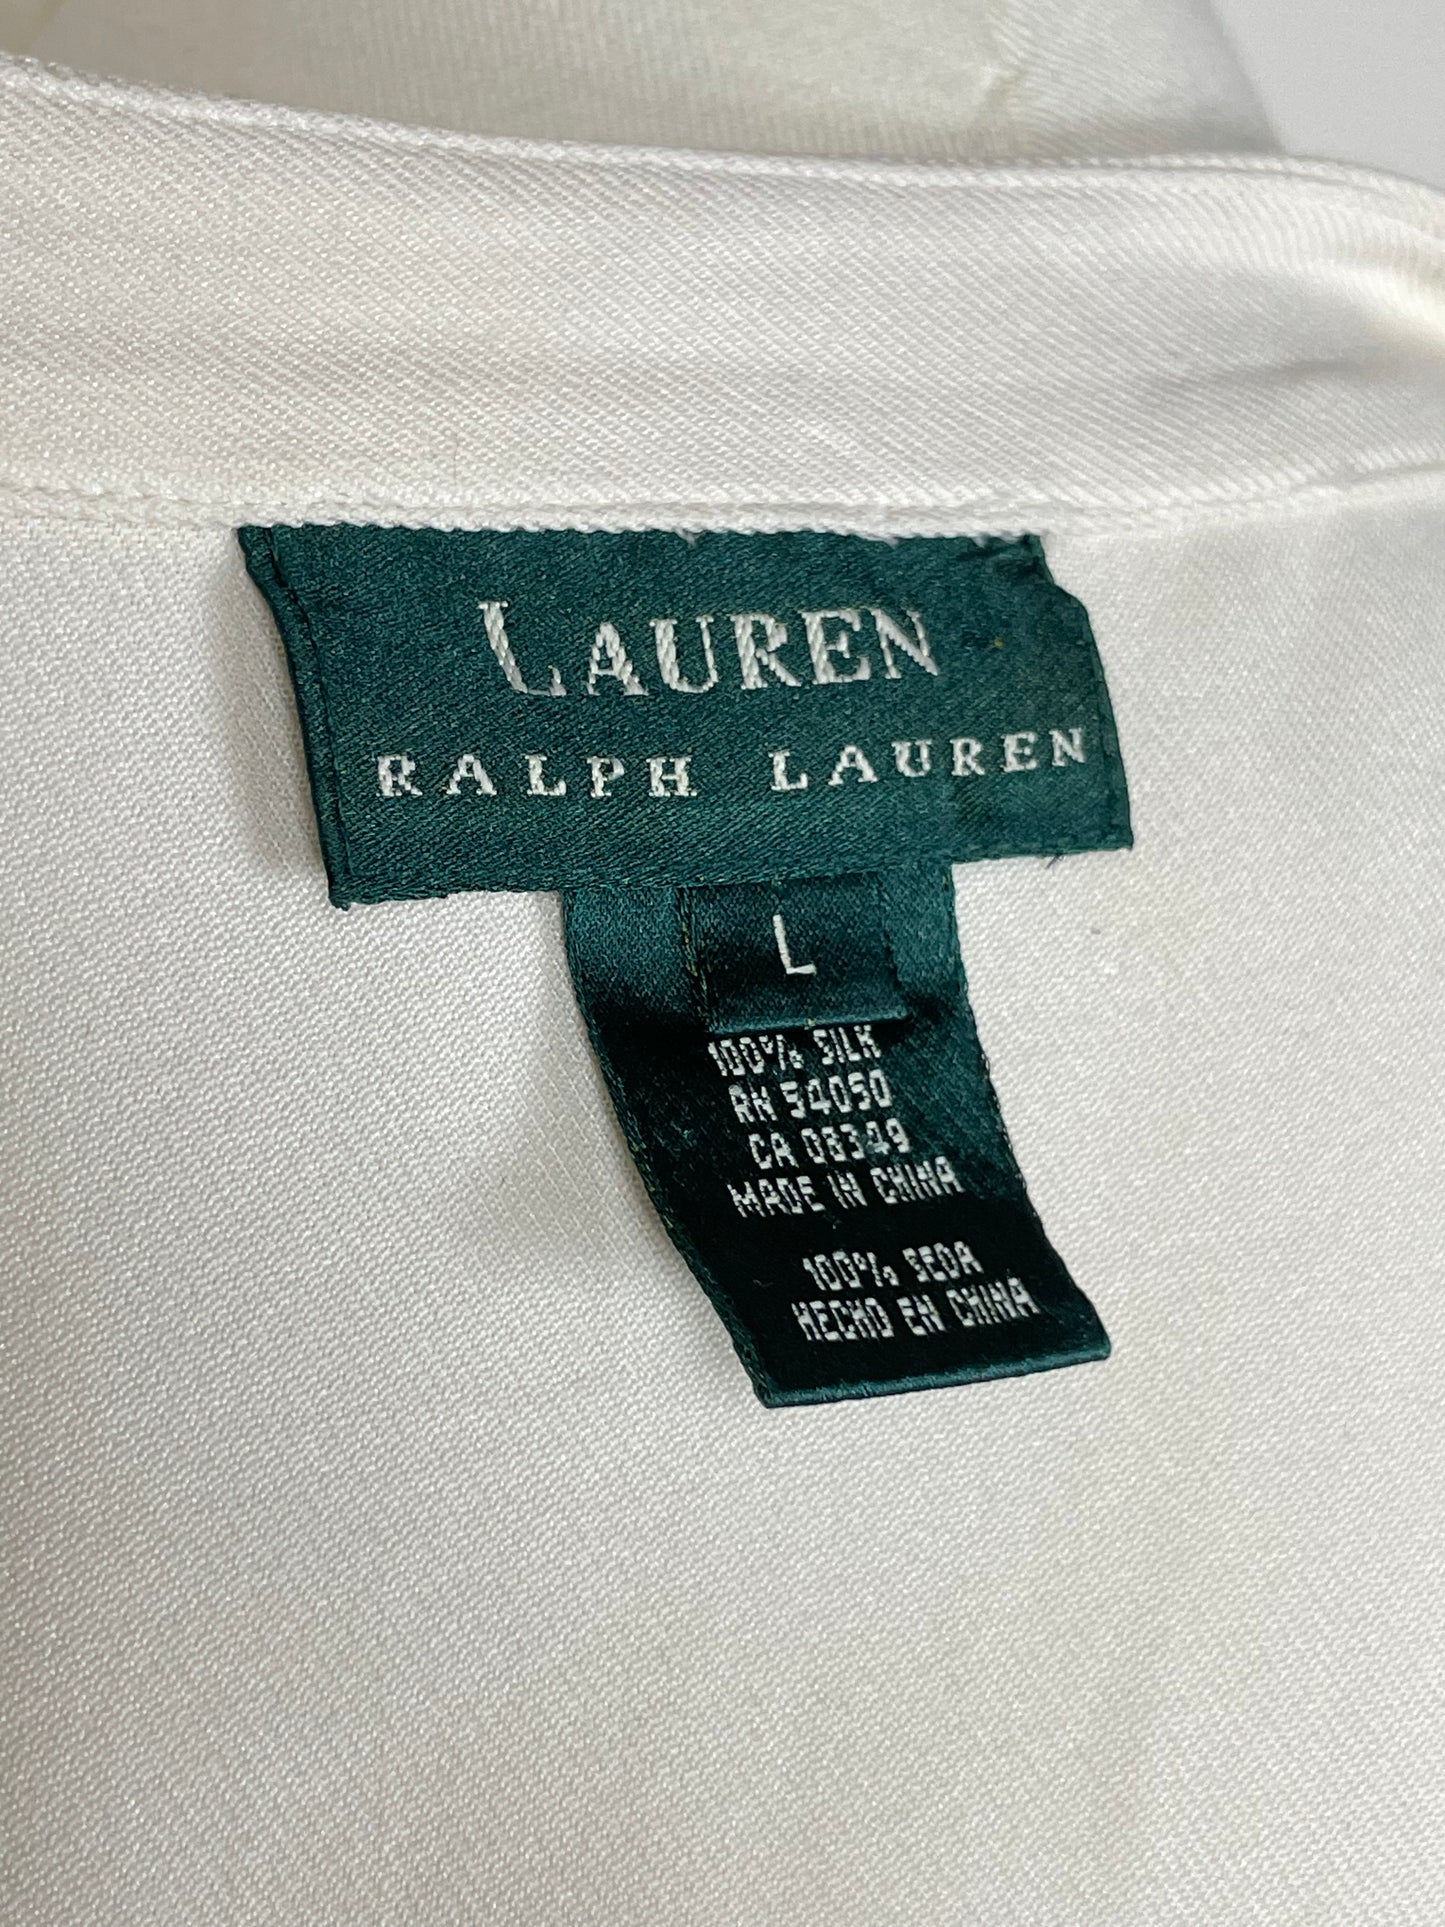 LAUREN
RALPH LAUREN
L
100% SILK
RN 54050
CA 08349
MADE IN CHINA
100% SEDA
HECHO EN CHINA